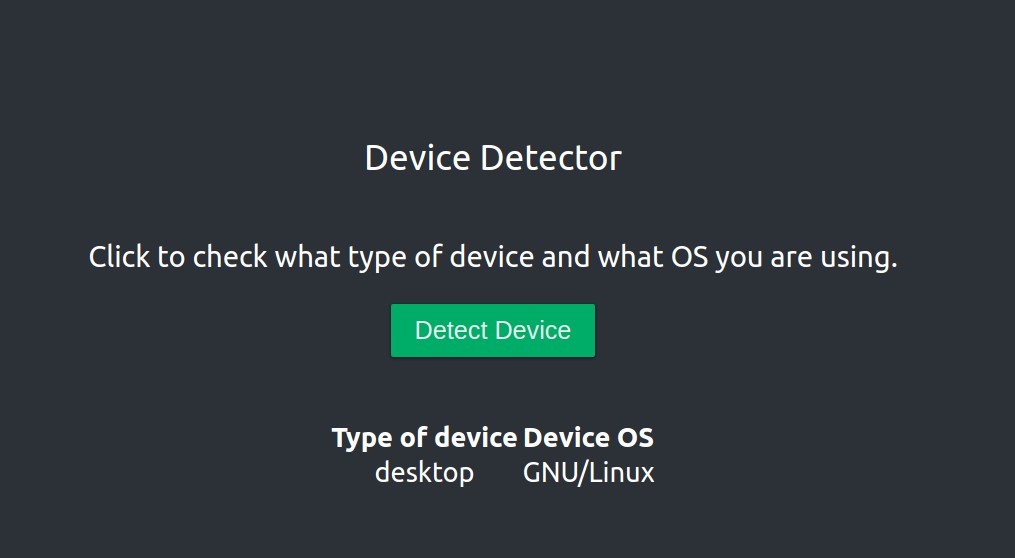 Device Detector
Click to check what type of device and what OS you are using.
Detect Device
Type of device Device OS
desktop GNU/Linux